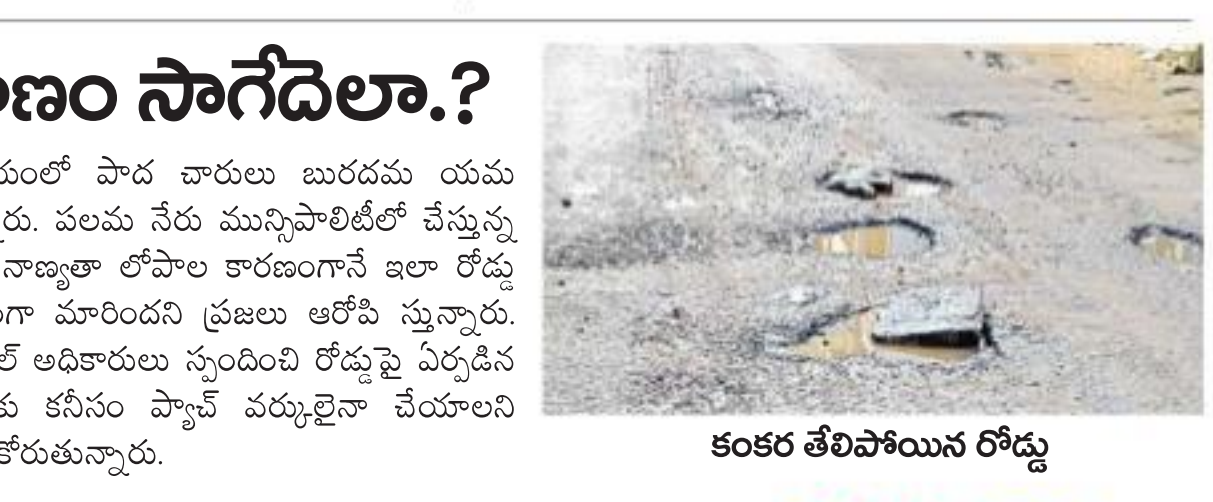 సాగేదెలా.?
పాద చారులు బురదమ యమ
పలమ నేరు మున్సిపాలిటీలో చేస్తున్న
నాణ్యతా లోపాల కారణంగానే ఇలా రోడ్డు
మారిందని ప్రజలు ఆరోపి స్తున్నారు.
అధికారులు స్పందించి రోడ్డుపై ఏర్పడిన
కనీసం ప్యాచ్ వర్కులైనా చేయాలని
కోరుతున్నారు.
కంకర తేలిపోయిన రోడ్డు